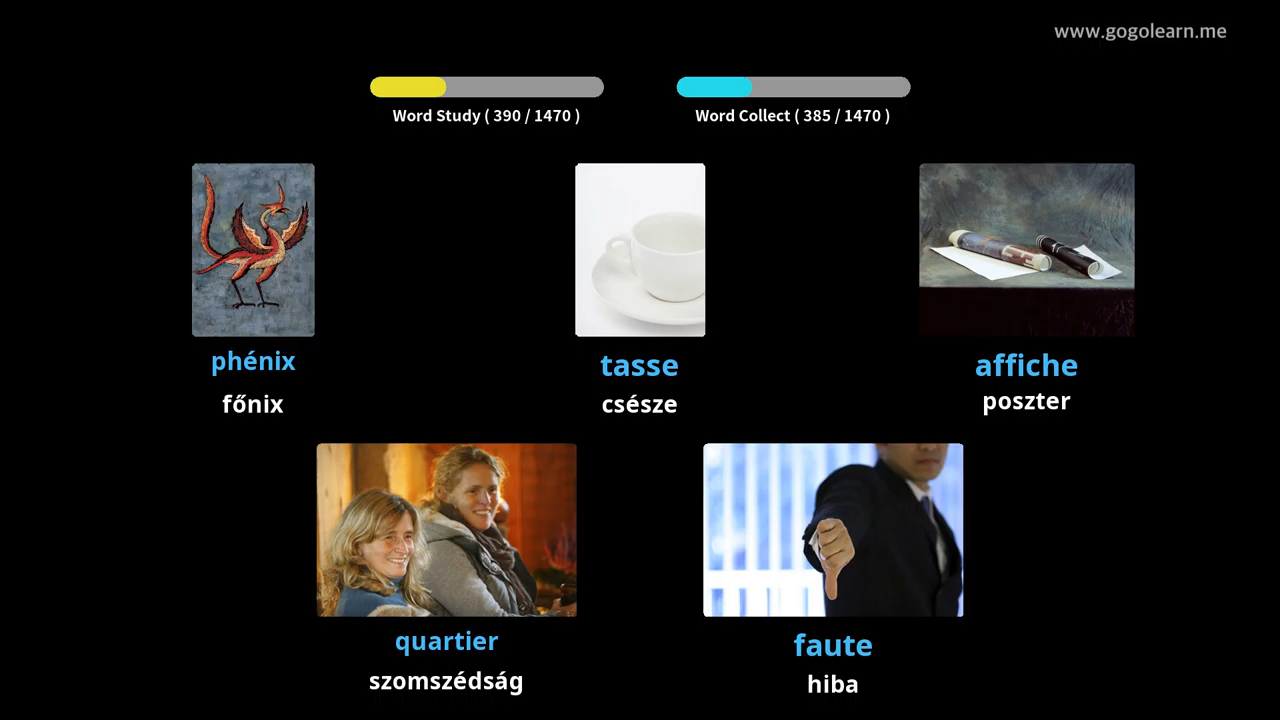 www.gogolearn.me
Word Study ( 390 / 1470 )
Word Collect ( 385 / 1470 )
phénix
főnix
tasse
csésze
affiche
poszter
quartier
szomszédság
faute
hiba